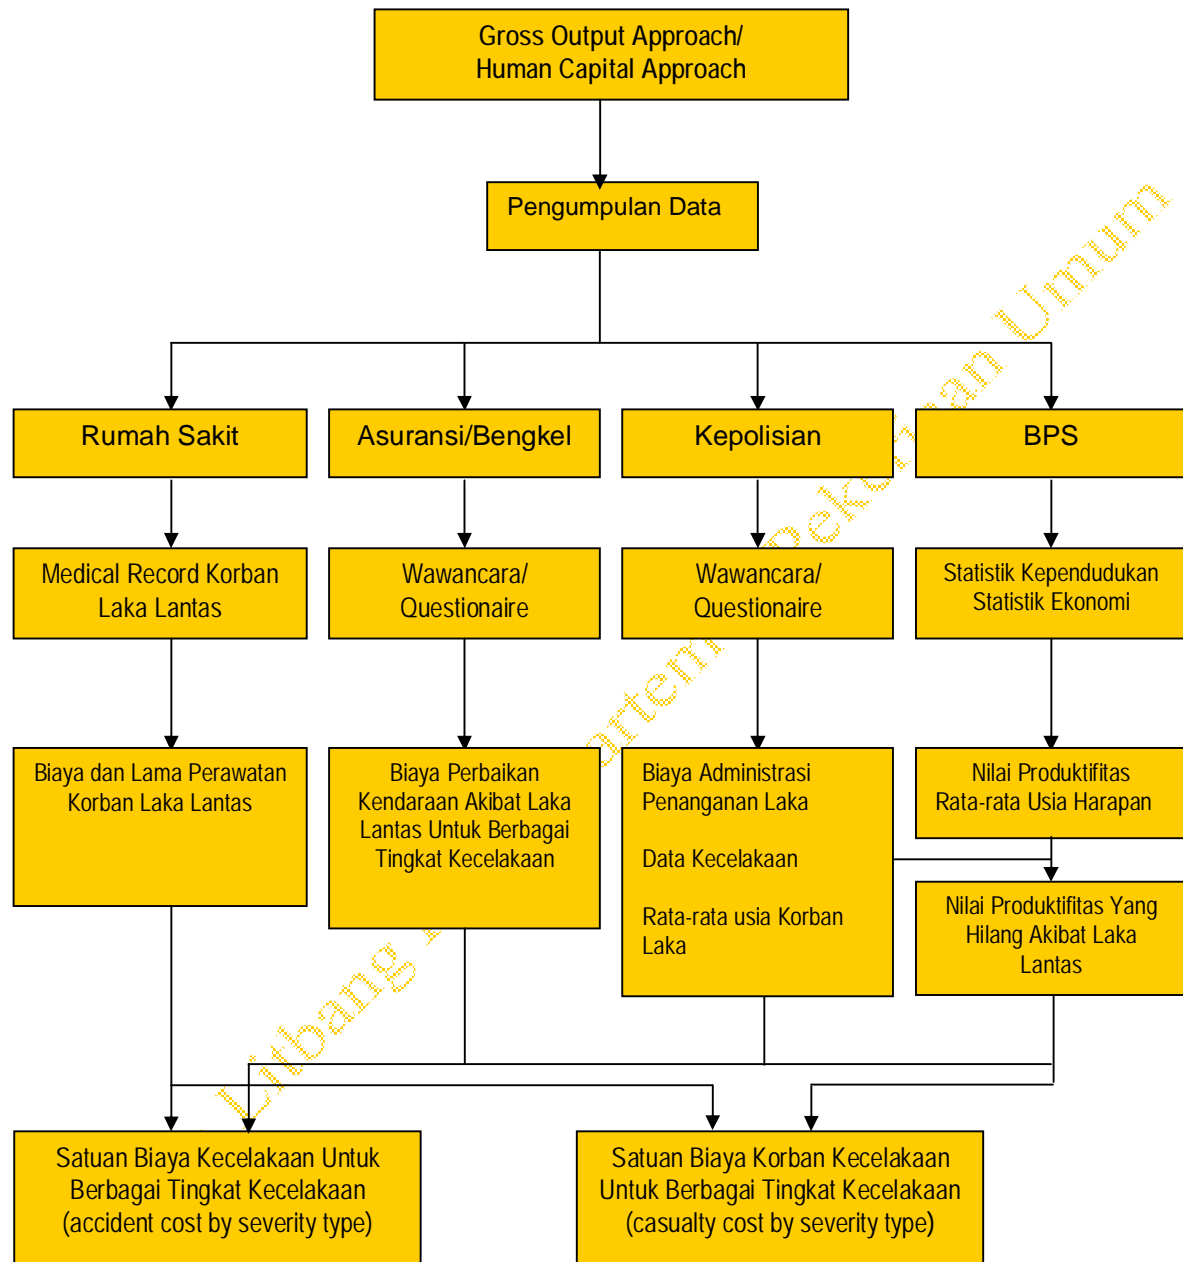 Gross Output Approach/
Human Capital Approach
Pengumpulan Data
Rumah Sakit
Asuransi/Bengkel
Kepolisian
BPS
Medical Record Korban
Laka Lantas
Wawancara/
Questionaire
Wawancara/
Questionaire
Statistik Kependudukan
Statistik Ekonomi
Biaya dan Lama Perawatan
Korban Laka Lantas
Biaya Perbaikan
Kendaraan Akibat Laka
Lantas Untuk Berbagai
Tingkat Kecelakaan
Biaya Administrasi
Penanganan Laka
Data Kecelakaan
Rata-rata usia Korban
Laka
Nilai Produktifitas
Rata-rata Usia Harapan
Nilai Produktifitas Yang
Hilang Akibat Laka
Lantas
Satuan Biaya Kecelakaan Untuk
Berbagai Tingkat Kecelakaan
(accident cost by severity type)
Satuan Biaya Korban Kecelakaan
Untuk Berbagai Tingkat Kecelakaan
(casualty cost by severity type)
Litbang Umum